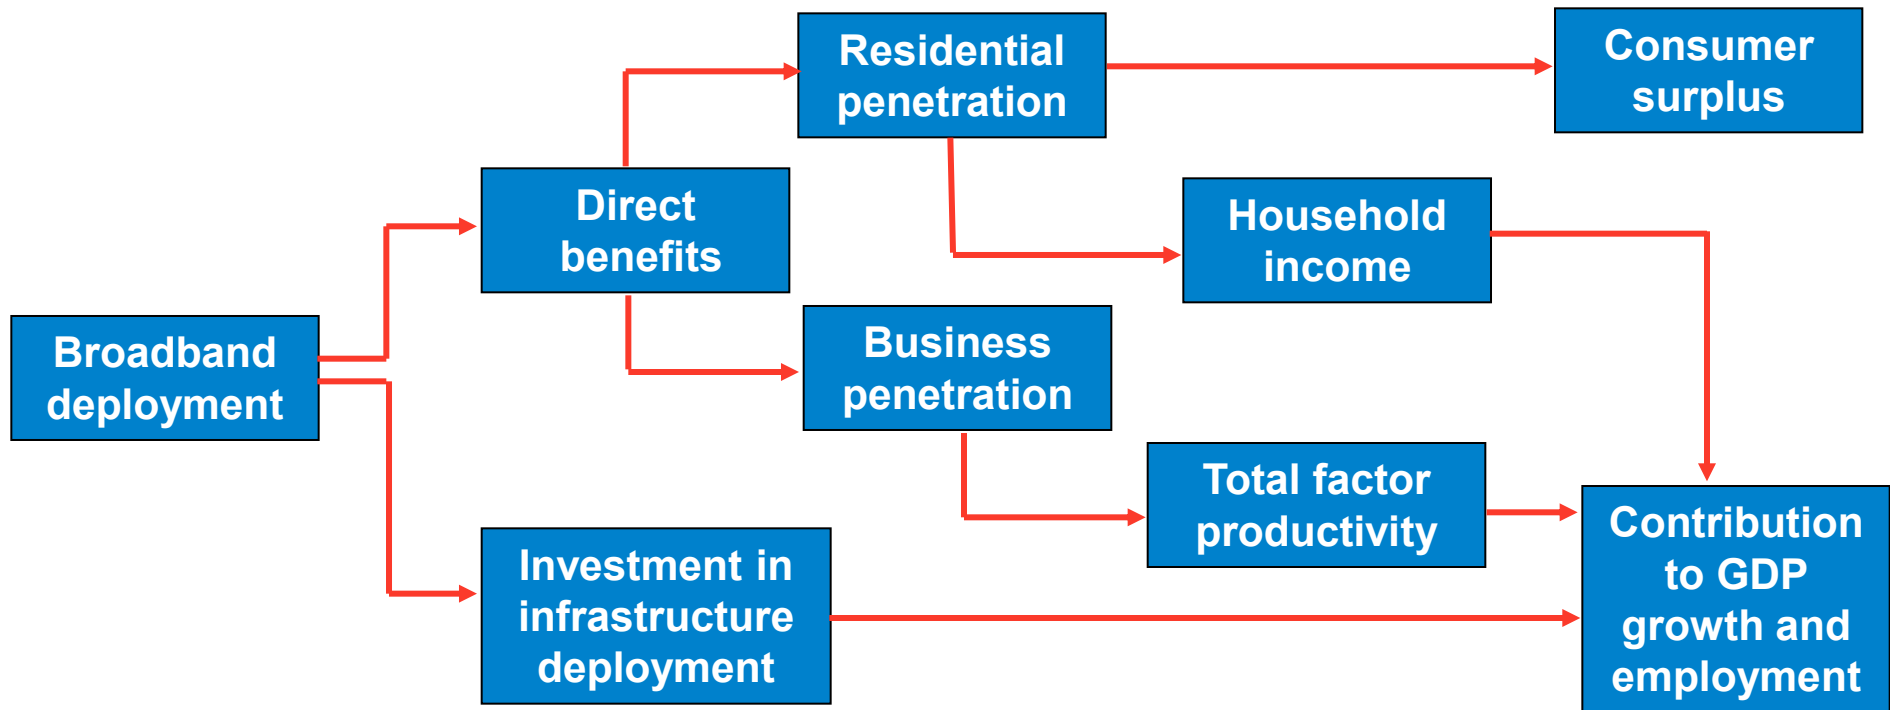 Residential
penetration
Consumer
surplus
Direct
benefits
Household
income
Broadband
deployment
Business
penetration
Total factor
productivity
Investment in
infrastructure
deployment
Contribution
to GDP
growth and
employment